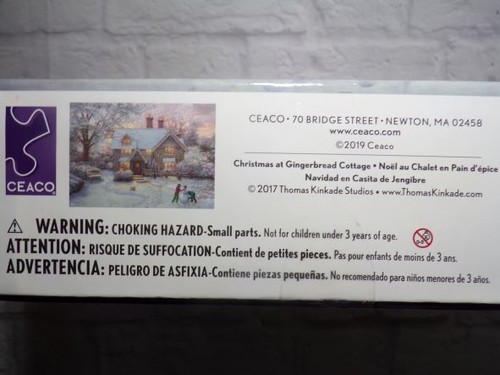 CEACO
CEACO • 70 BRIDGE STREET • NEWTON, MA 02458
www.ceaco.com
©2019 Ceaco
Christmas at Gingerbread Cottage • Noël au Chalet en Pain d'épice
Navidad en Casita de Jengibre
© 2017 Thomas Kinkade Studios • www.ThomasKinkade.com
WARNING: CHOKING HAZARD-Small parts. Not for children under 3 years of age.
ATTENTION: RISQUE DE SUFFOCATION-Contient de petites pieces. Pas pour enfants de moins de 3 ans.
ADVERTENCIA: PELIGRO DE ASFIXIA-Contiene piezas pequeñas. No recomendado para niños menores de 3 años.